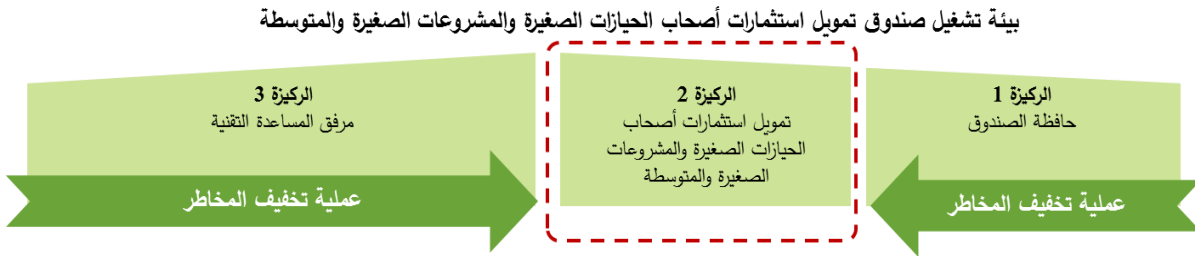 بيئة تشغيل صندوق تمويل استثمارات أصحاب الحيازات الصغيرة والمشروعات الصغيرة والمتوسطة
الركيزة 1
حافظة الصندوق
عملية تخفيف المخاطر
الركيزة 2
تمويل استثمارات أصحاب
الحيازات الصغيرة والمشروعات
الصغيرة والمتوسطة
الركيزة 3
مرفق المساعدة التقنية
عملية تخفيف المخاطر